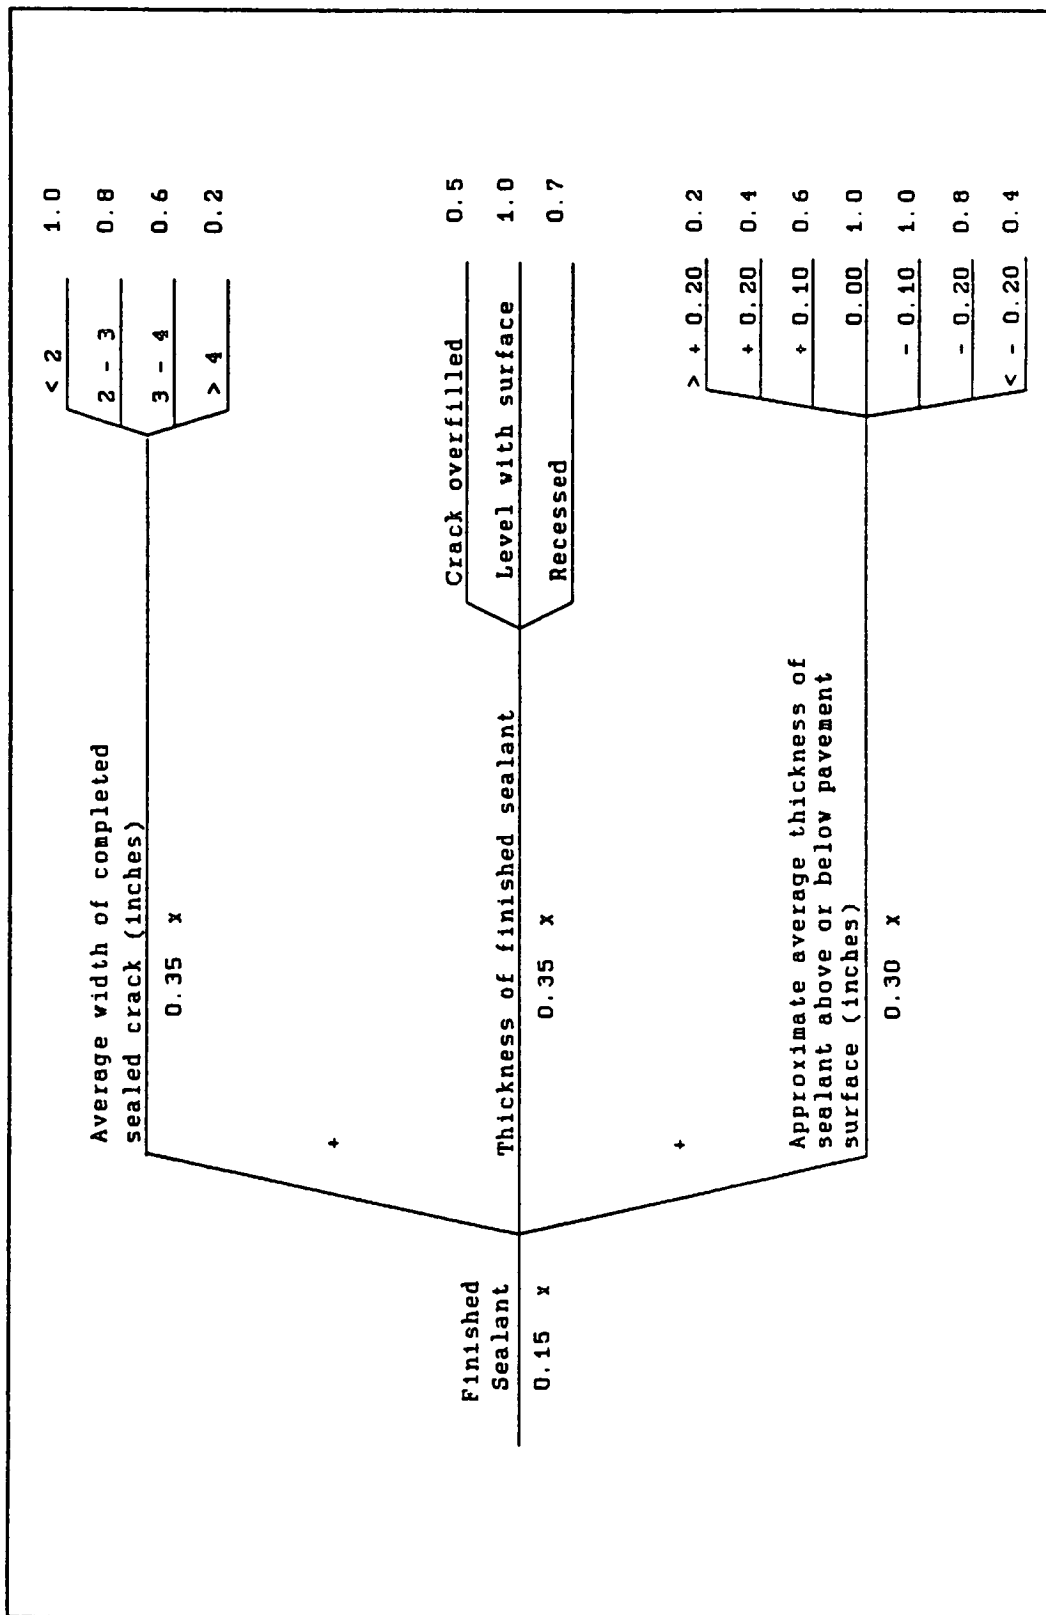 Finished
Sealant
0.15 x
Average width of completed
sealed crack (inches)
0.35 x
< 2 1.0
2 - 3 0.8
3 - 4 0.6
> 4 0.2
+
Thickness of finished sealant
0.35 x
Crack overfilled 0.5
Level with surface 1.0
Recessed 0.7
+
Approximate average thickness of
sealant above or below pavement
surface (inches)
0.30 x
> + 0.20 0.2
+ 0.20 0.4
+ 0.10 0.6
0.00 1.0
- 0.10 1.0
- 0.20 0.8
< - 0.20 0.4